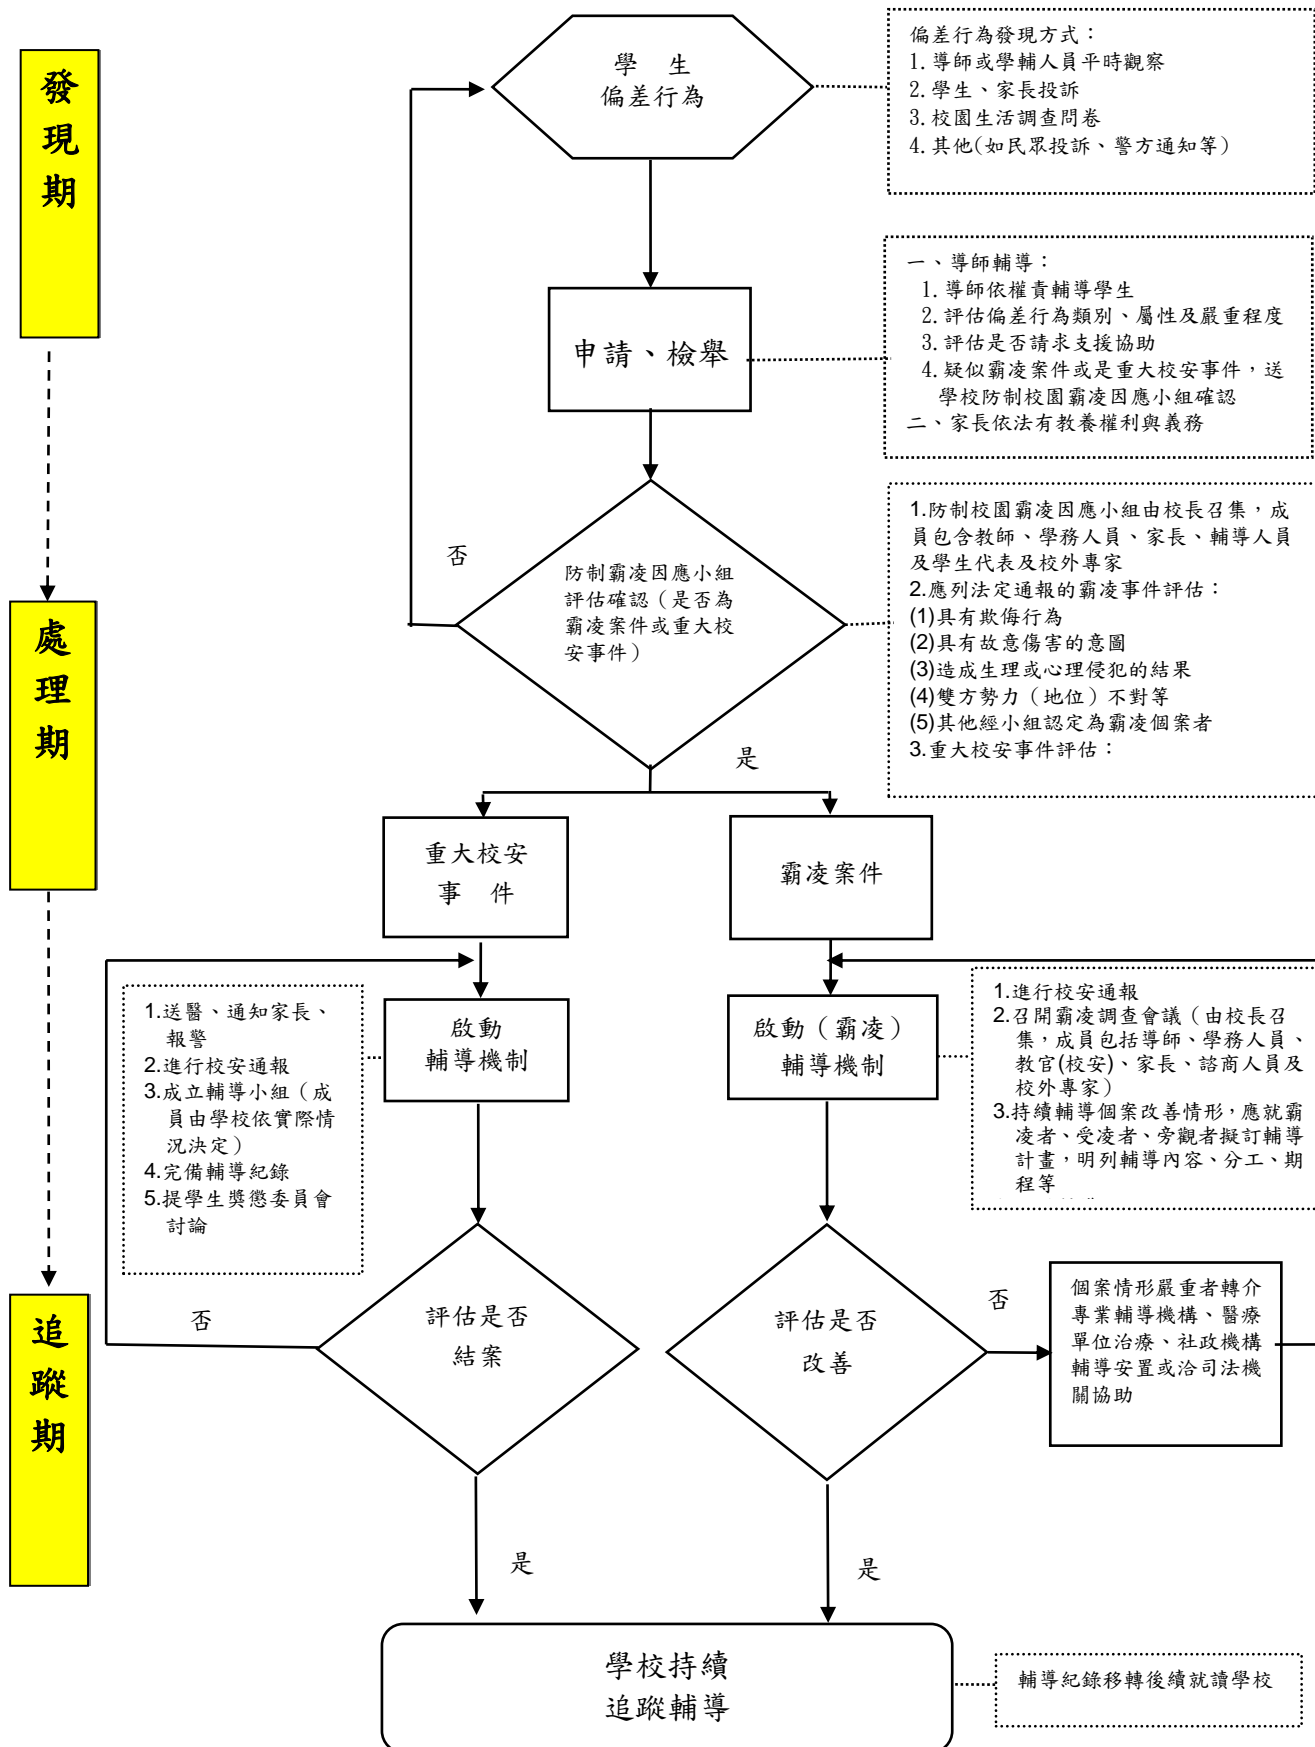 發
現
期
學　生
偏差行為
偏差行為發現方式：
1.導師或學輔人員平時觀察
2.學生、家長投訴
3.校園生活調查問卷
4.其他(如民眾投訴、警方通知等)
申請、檢舉
一、導師輔導：
1.導師依權責輔導學生
2.評估偏差行為類別、屬性及嚴重程度
3.評估是否請求支援協助
4.疑似霸凌案件或是重大校安事件，送
學校防制校園霸凌因應小組確認
二、家長依法有教養權利與義務
處
理
期
否
防制霸凌因應小組
評估確認（是否為
霸凌案件或重大校
安事件）
是
1.防制校園霸凌因應小組由校長召集，成
員包含教師、學務人員、家長、輔導人員
及學生代表及校外專家
2.應列法定通報的霸凌事件評估：
(1)具有欺侮行為
(2)具有故意傷害的意圖
(3)造成生理或心理侵犯的結果
(4)雙方勢力（地位）不對等
(5)其他經小組認定為霸凌個案者
3.重大校安事件評估：
重大校安
事　件
霸凌案件
1.送醫、通知家長、
報警
2.進行校安通報
3.成立輔導小組（成
員由學校依實際情
況決定）
4.完備輔導紀錄
5.提學生獎懲委員會
討論
啟動
輔導機制
啟動（霸凌）
輔導機制
1.進行校安通報
2.召開霸凌調查會議（由校長召
集，成員包括導師、學務人員、
教官(校安)、家長、諮商人員及
校外專家）
3.持續輔導個案改善情形，應就霸
凌者、受凌者、旁觀者擬訂輔導
計畫，明列輔導內容、分工、期
程等
追
蹤
期
否
評估是否
結案
是
評估是否
改善
否
是
個案情形嚴重者轉介
專業輔導機構、醫療
單位治療、社政機構
輔導安置或洽司法機
關協助
學校持續
追蹤輔導
輔導紀錄移轉後續就讀學校